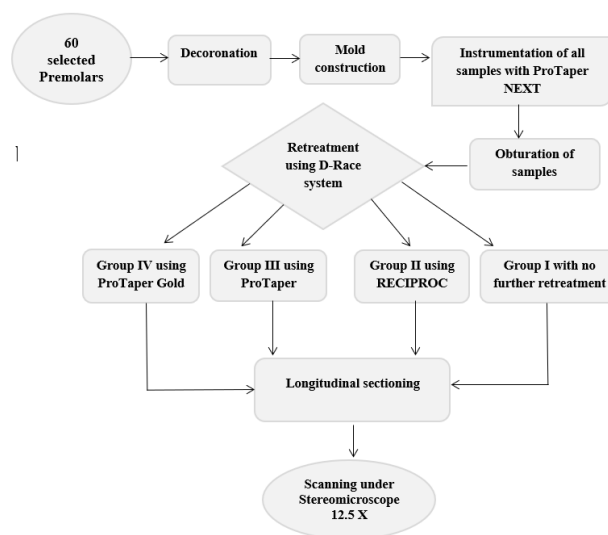 60
selected
Premolars
Decoronation
Mold
construction
Instrumentation of all
samples with ProTaper
NEXT
Obturation of
samples
Retreatment
using D-Race
system
Group IV using
ProTaper Gold
Group III using
ProTaper
Group II using
RECIPROC
Group I with no
further retreatment
Longitudinal sectioning
Scanning under
Stereomicroscope
12.5 X